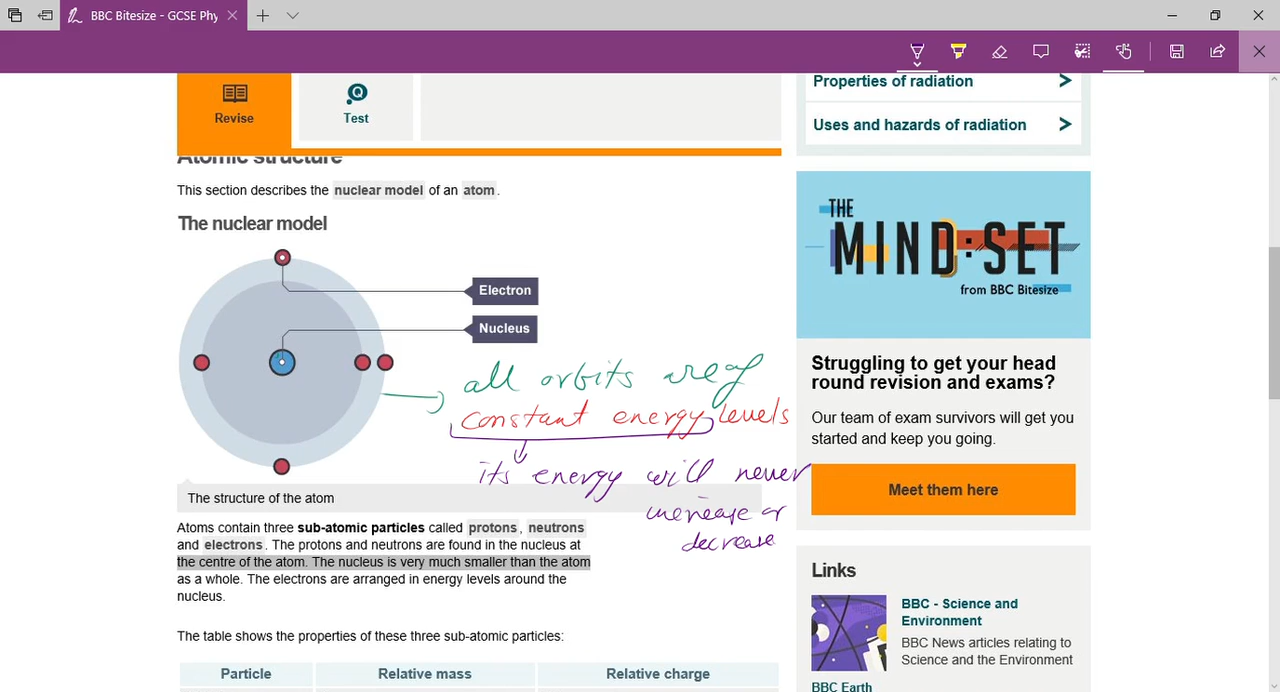 BBC Bitesize - GCSE Phy
Revise
Test
Properties of radiation
Uses and hazards of radiation
Atomic structure
This section describes the nuclear model of an atom.
The nuclear model
Electron
Nucleus
all orbits are of
constant energy levels
its energy will never
increase or
decrease
The structure of the atom
Atoms contain three sub-atomic particles called protons, neutrons
and electrons. The protons and neutrons are found in the nucleus at
the centre of the atom. The nucleus is very much smaller than the atom
as a whole. The electrons are arranged in energy levels around the
nucleus.
The table shows the properties of these three sub-atomic particles:
Particle Relative mass Relative charge
THE
MIND:SET
from BBC Bitesize
Struggling to get your head
round revision and exams?
Our team of exam survivors will get you
started and keep you going.
Meet them here
Links
BBC - Science and
Environment
BBC News articles relating to
Science and the Environment
BBC Earth